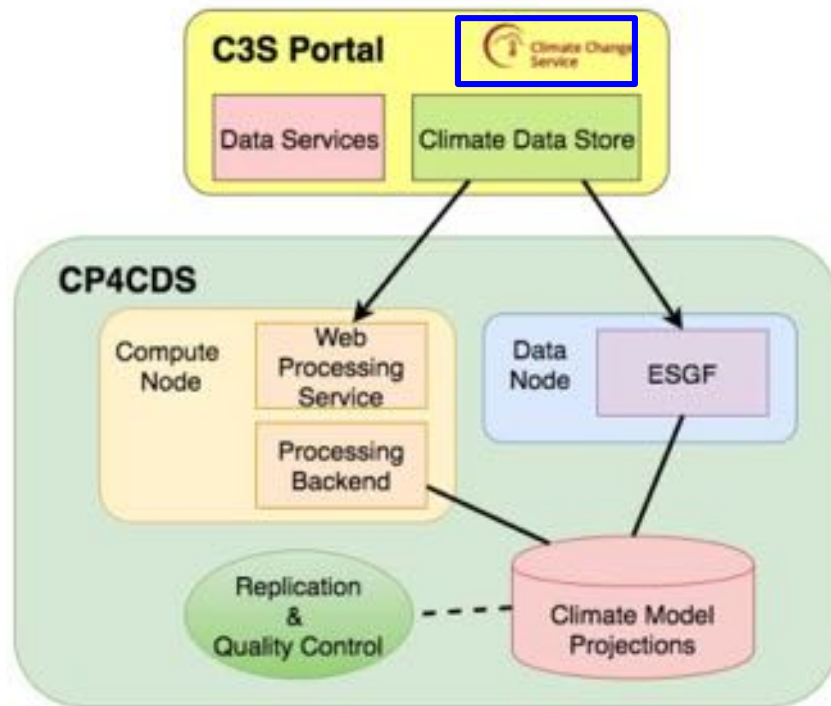 C3S Portal
Climate Change
Service
Data Services
Climate Data Store
CP4CDS
Compute
Node
Web
Processing
Service
Processing
Backend
Data
Node
ESGF
Replication
&
Quality Control
Climate Model
Projections